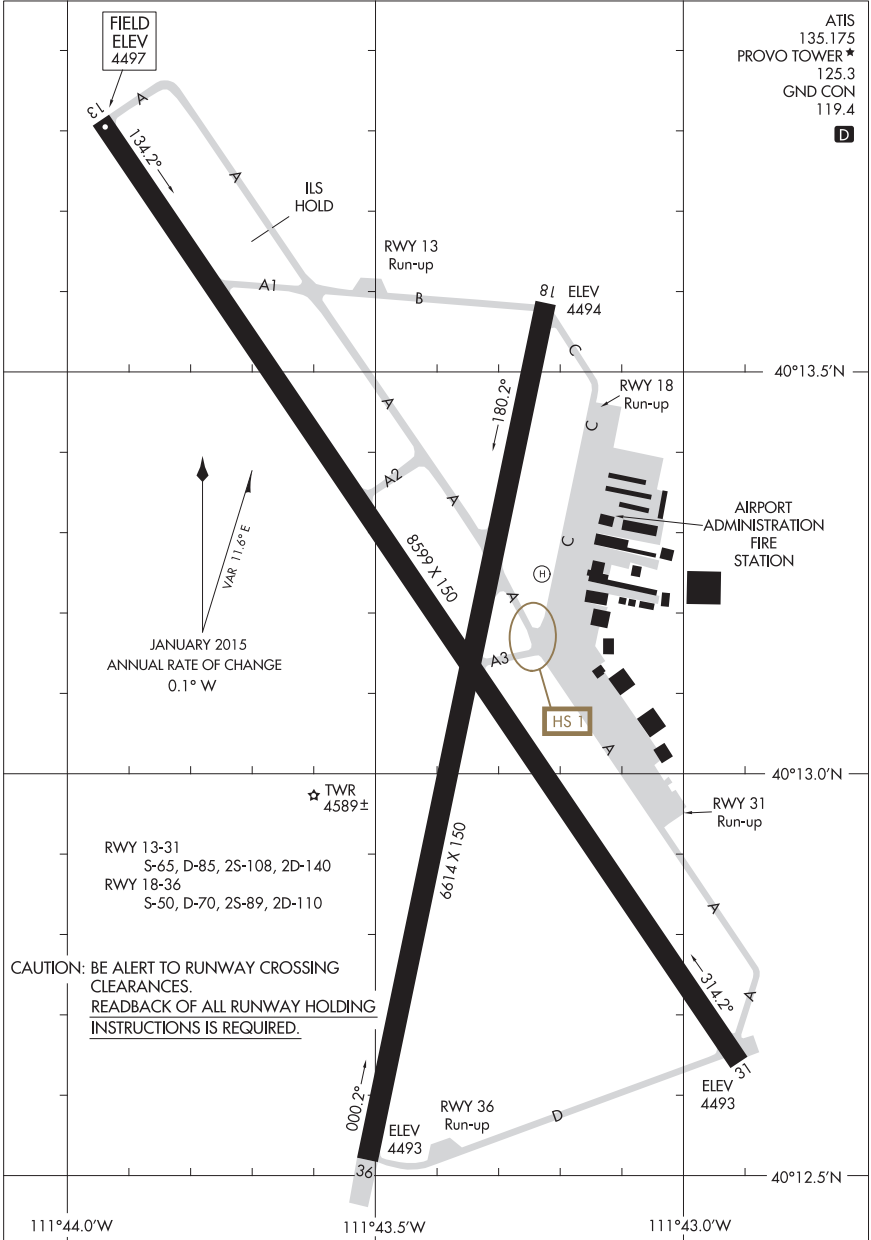 FIELD
ELEV
4497
ATIS
135.175
PROVO TOWER★
125.3
GND CON
119.4
D
A
13
134.2°
A
ILS
HOLD
RWY 13
Run-up
A1
B
18
ELEV
4494
C
40°13.5'N
RWY 18
Run-up
180.2°
A
C
A2
A
AIRPORT
ADMINISTRATION
FIRE
STATION
VAR 11.6° E
8599 X 150
C
H
A
JANUARY 2015
ANNUAL RATE OF CHANGE
0.1° W
A3
HS 1
A
40°13.0'N
TWR
4589±
RWY 31
Run-up
RWY 13-31
S-65, D-85, 2S-108, 2D-140
RWY 18-36
S-50, D-70, 2S-89, 2D-110
6614 X 150
A
CAUTION: BE ALERT TO RUNWAY CROSSING
CLEARANCES.
READBACK OF ALL RUNWAY HOLDING
INSTRUCTIONS IS REQUIRED.
314.2°
A
31
ELEV
4493
000.2°
RWY 36
Run-up
D
ELEV
4493
36
40°12.5'N
111°44.0'W
111°43.5'W
111°43.0'W